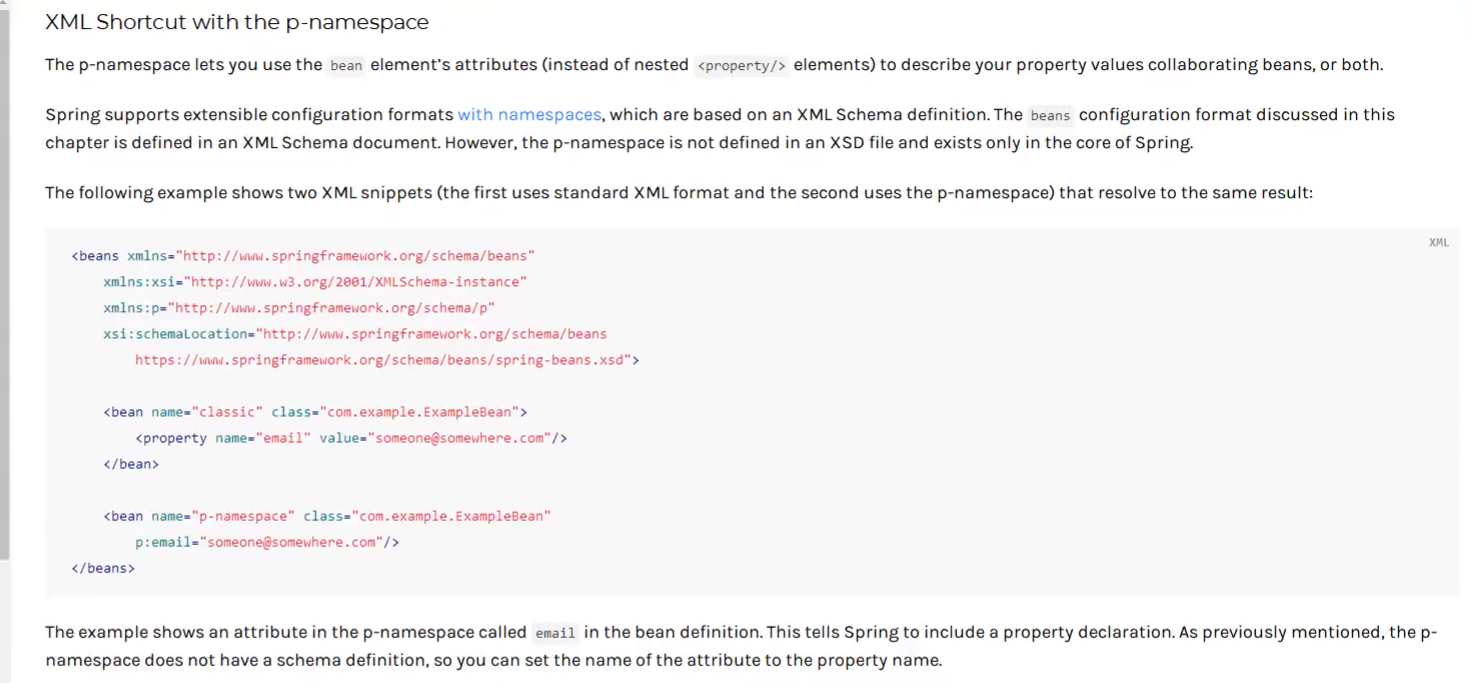 XML Shortcut with the p-namespace
The p-namespace lets you use the bean element’s attributes (instead of nested <property/> elements) to describe your property values collaborating beans, or both.
Spring supports extensible configuration formats with namespaces, which are based on an XML Schema definition. The beans configuration format discussed in this
chapter is defined in an XML Schema document. However, the p-namespace is not defined in an XSD file and exists only in the core of Spring.
The following example shows two XML snippets (the first uses standard XML format and the second uses the p-namespace) that resolve to the same result:
XML
<beans xmlns="http://www.springframework.org/schema/beans"
    xmlns:xsi="http://www.w3.org/2001/XMLSchema-instance"
    xmlns:p="http://www.springframework.org/schema/p"
    xsi:schemaLocation="http://www.springframework.org/schema/beans
        https://www.springframework.org/schema/beans/spring-beans.xsd">
    <bean name="classic" class="com.example.ExampleBean">
        <property name="email" value="someone@somewhere.com"/>
    </bean>
    <bean name="p-namespace" class="com.example.ExampleBean"
        p:email="someone@somewhere.com"/>
</beans>
The example shows an attribute in the p-namespace called email in the bean definition. This tells Spring to include a property declaration. As previously mentioned, the p-
namespace does not have a schema definition, so you can set the name of the attribute to the property name.